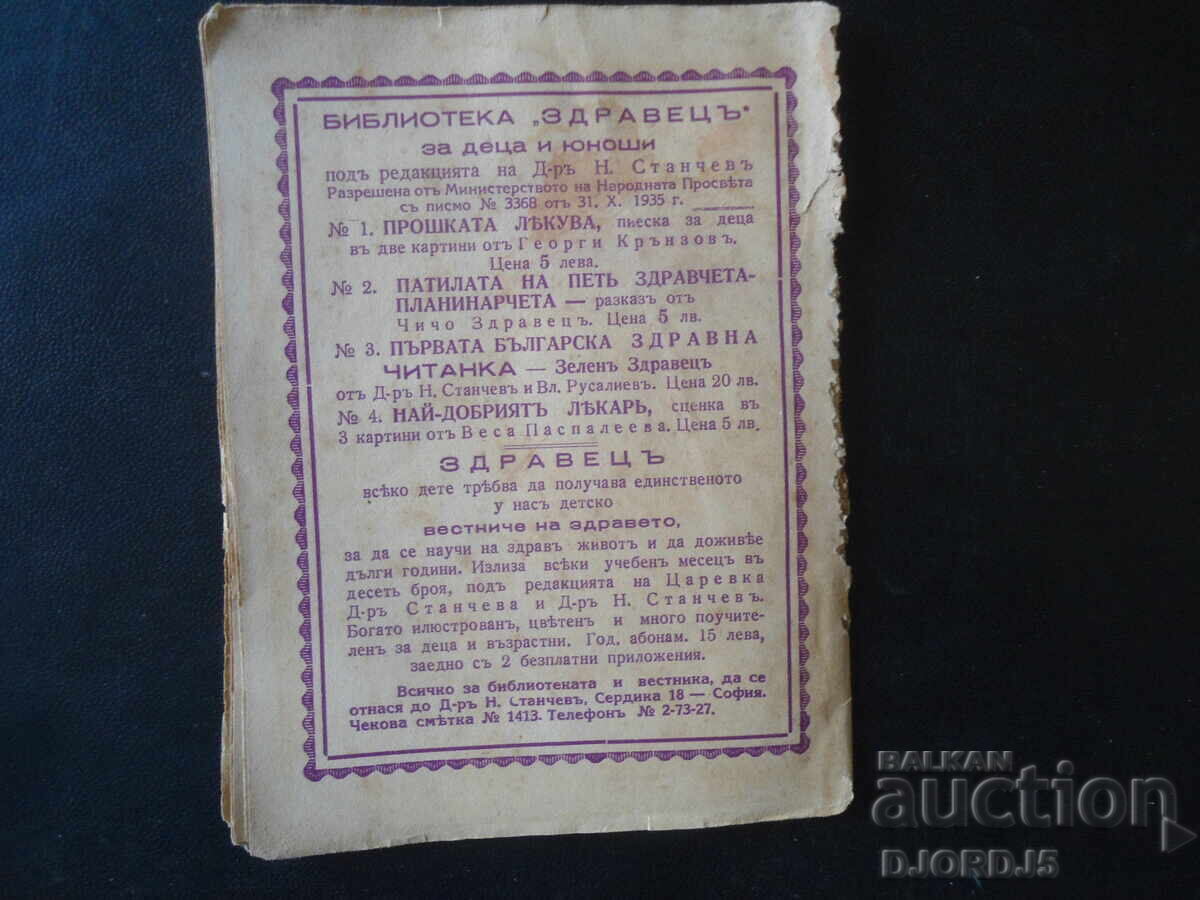 БИБЛИОТЕКА „ЗДРАВЕЦЪ"
за деца и юноши
подъ редакцията на Д-ръ Н. Станчевъ
Разрешена отъ Министерството на Народната Просвѣта
съ писмо № 3368 отъ 31. X. 1935 г.
№ 1. ПРОШКАТА ЛѢКУВА, пиеска за деца
въ две картини отъ Георги Крънзовъ.
Цена 5 лева.
№ 2. ПАТИЛАТА НА ПЕТЬ ЗДРАВЧЕТА-
ПЛАНИНАРЧЕТА — разказъ отъ
Чичо Здравецъ. Цена 5 лв.
№ 3. ПЪРВАТА БЪЛГАРСКА ЗДРАВНА
ЧИТАНКА — Зеленъ Здравецъ
отъ Д-ръ Н. Станчевъ и Вл. Русалиевъ. Цена 20 лв.
№ 4. НАЙ-ДОБРИЯТЪ ЛѢКАРЬ, сценка въ
3 картини отъ Веса Паспалеева. Цена 5 лв.
ЗДРАВЕЦЪ
всѣко дете трѣбва да получава единственото
у насъ детско
вестниче на здравето,
за да се научи на здравъ животъ и да доживѣе
дълги години. Излиза всѣки учебенъ месецъ въ
десеть броя, подъ редакцията на Царевка
Д-ръ Станчева и Д-ръ Н. Станчевъ.
Богато илюстрованъ, цвѣтенъ и много поучите-
ленъ за деца и възрастни. Год. абонам. 15 лева,
заедно съ 2 безплатни приложения.
Всичко за библиотеката и вестника, да се
отнася до Д-ръ Н. Станчевъ, Сердика 18 — София.
Чекова смѣтка № 1413. Телефонъ № 2-73-27.
BALKAN
auction
DJORDJ5